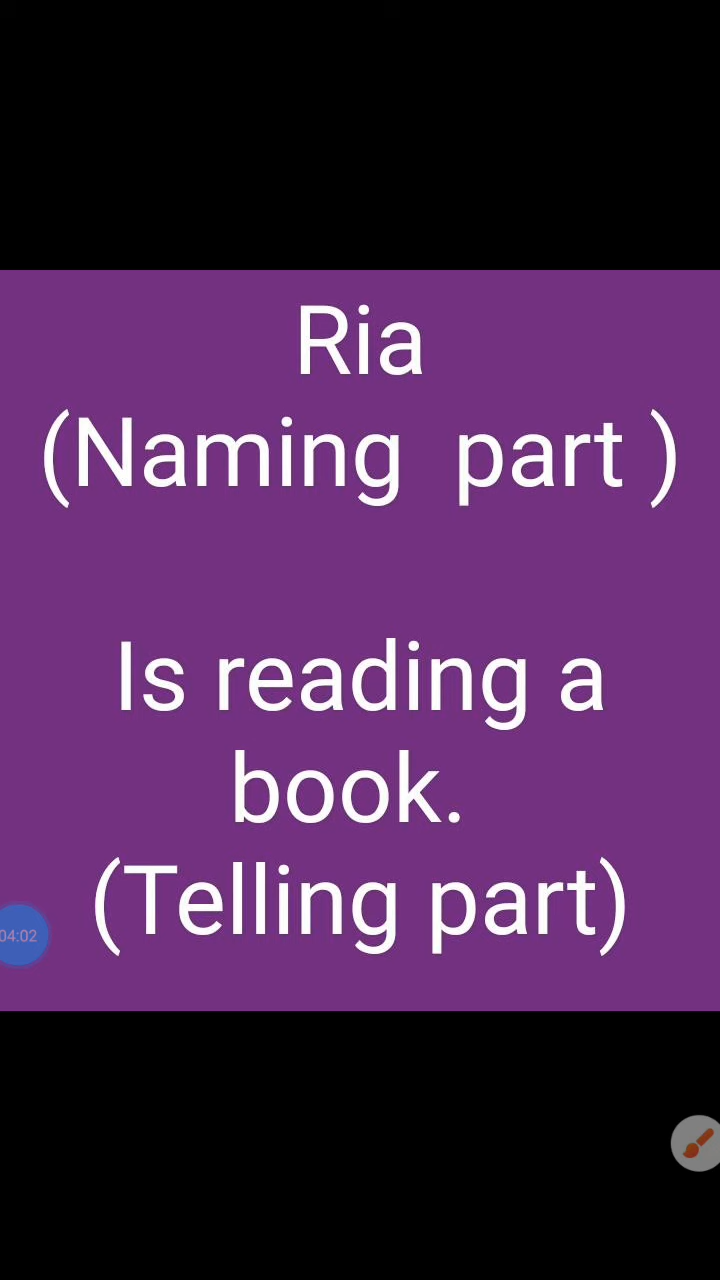 Ria
(Naming  part )
Is reading a
book.
(Telling part)
04:02